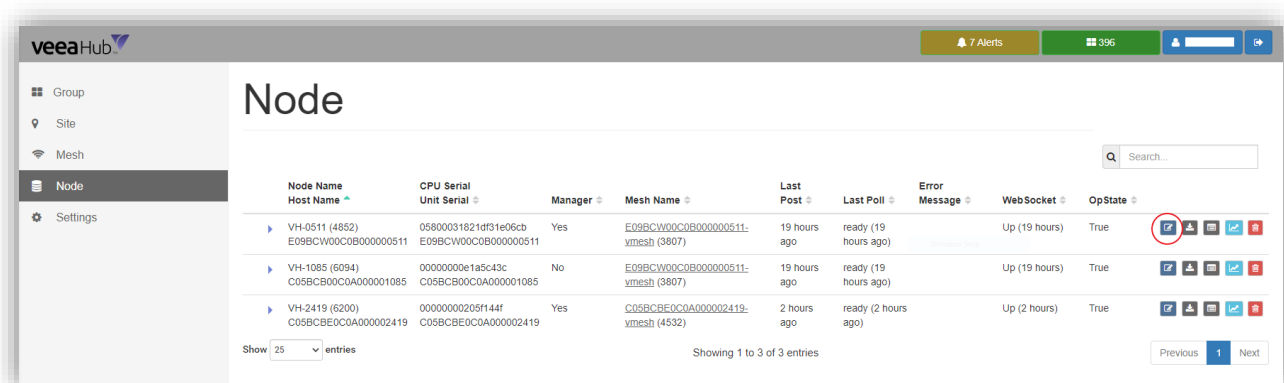 veeaHub
7 Alerts
396
Group
Site
Mesh
Node
Settings
Node
Search...
Node Name
Host Name
CPU Serial
Unit Serial
Manager
Mesh Name
Last
Post
Last Poll
Error
Message
WebSocket
OpState
VH-0511 (4852)
E09BCW00C0B000000511
05800031821df31e06cb
E09BCW00C0B000000511
Yes
E09BCW00C0B000000511-
vmesh (3807)
19 hours
ago
ready (19
hours ago)
Up (19 hours)
True
VH-1085 (6094)
C05BCB00C0A000001085
00000000e1a5c43c
C05BCB00C0A000001085
No
E09BCW00C0B000000511-
vmesh (3807)
19 hours
ago
ready (19
hours ago)
Up (19 hours)
True
VH-2419 (6200)
C05BCBE0C0A000002419
00000000205f144f
C05BCBE0C0A000002419
Yes
C05BCBE0C0A000002419-
vmesh (4532)
2 hours
ago
ready (2 hours
ago)
Up (2 hours)
True
Show 25 entries
Showing 1 to 3 of 3 entries
Previous 1 Next